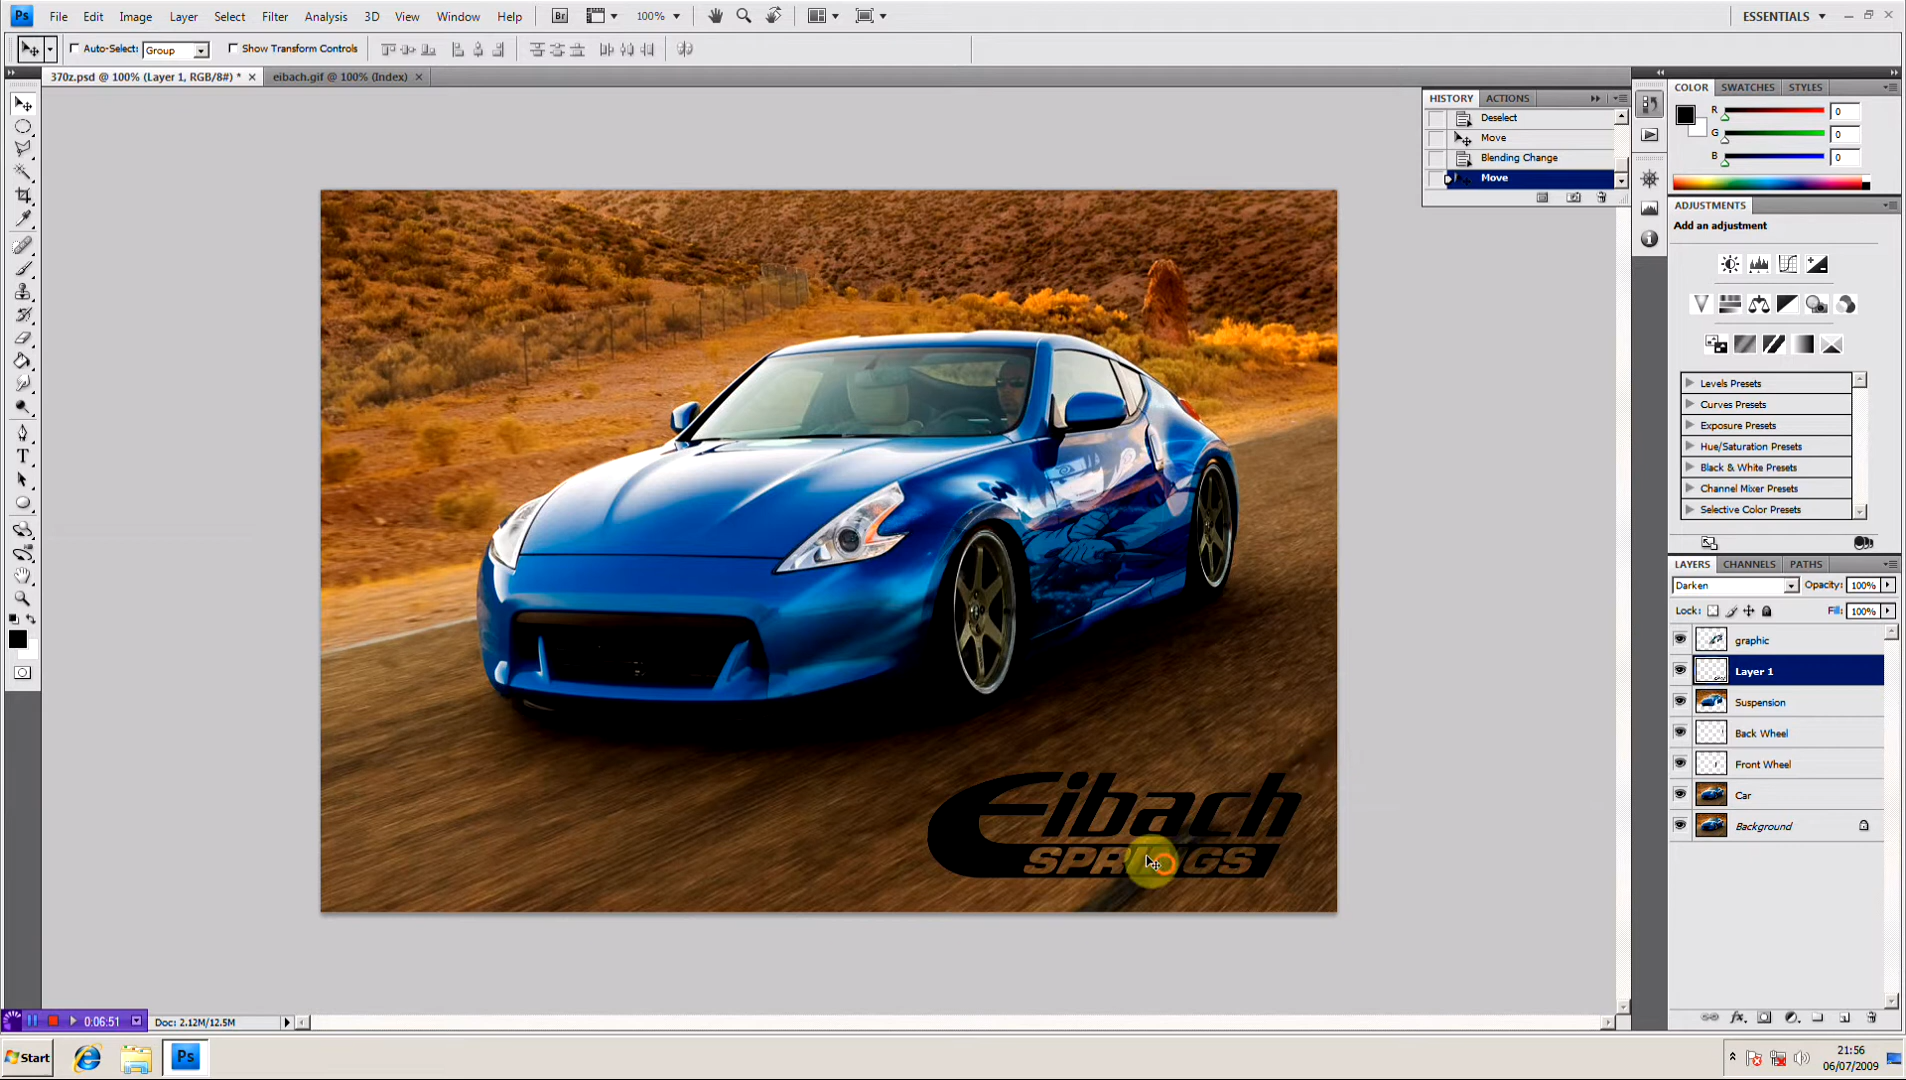 Ps File Edit Image Layer Select Filter Analysis 3D View Window Help Br 100% ESSENTIALS
Auto-Select: Group Show Transform Controls
370z.psd @ 100% (Layer 1, RGB/8#) * eibach.gif @ 100% (Index)
HISTORY ACTIONS
Deselect
Move
Blending Change
Move
COLOR SWATCHES STYLES
R 0
G 0
B 0
ADJUSTMENTS
Add an adjustment
Levels Presets
Curves Presets
Exposure Presets
Hue/Saturation Presets
Black & White Presets
Channel Mixer Presets
Selective Color Presets
LAYERS CHANNELS PATHS
Darken Opacity: 100%
Lock: Fill: 100%
graphic
Layer 1
Suspension
Back Wheel
Front Wheel
Car
Background
Eibach
SPRINGS
0:06:51 Doc: 2.12M/12.5M
Start Ps 21:56
06/07/2009